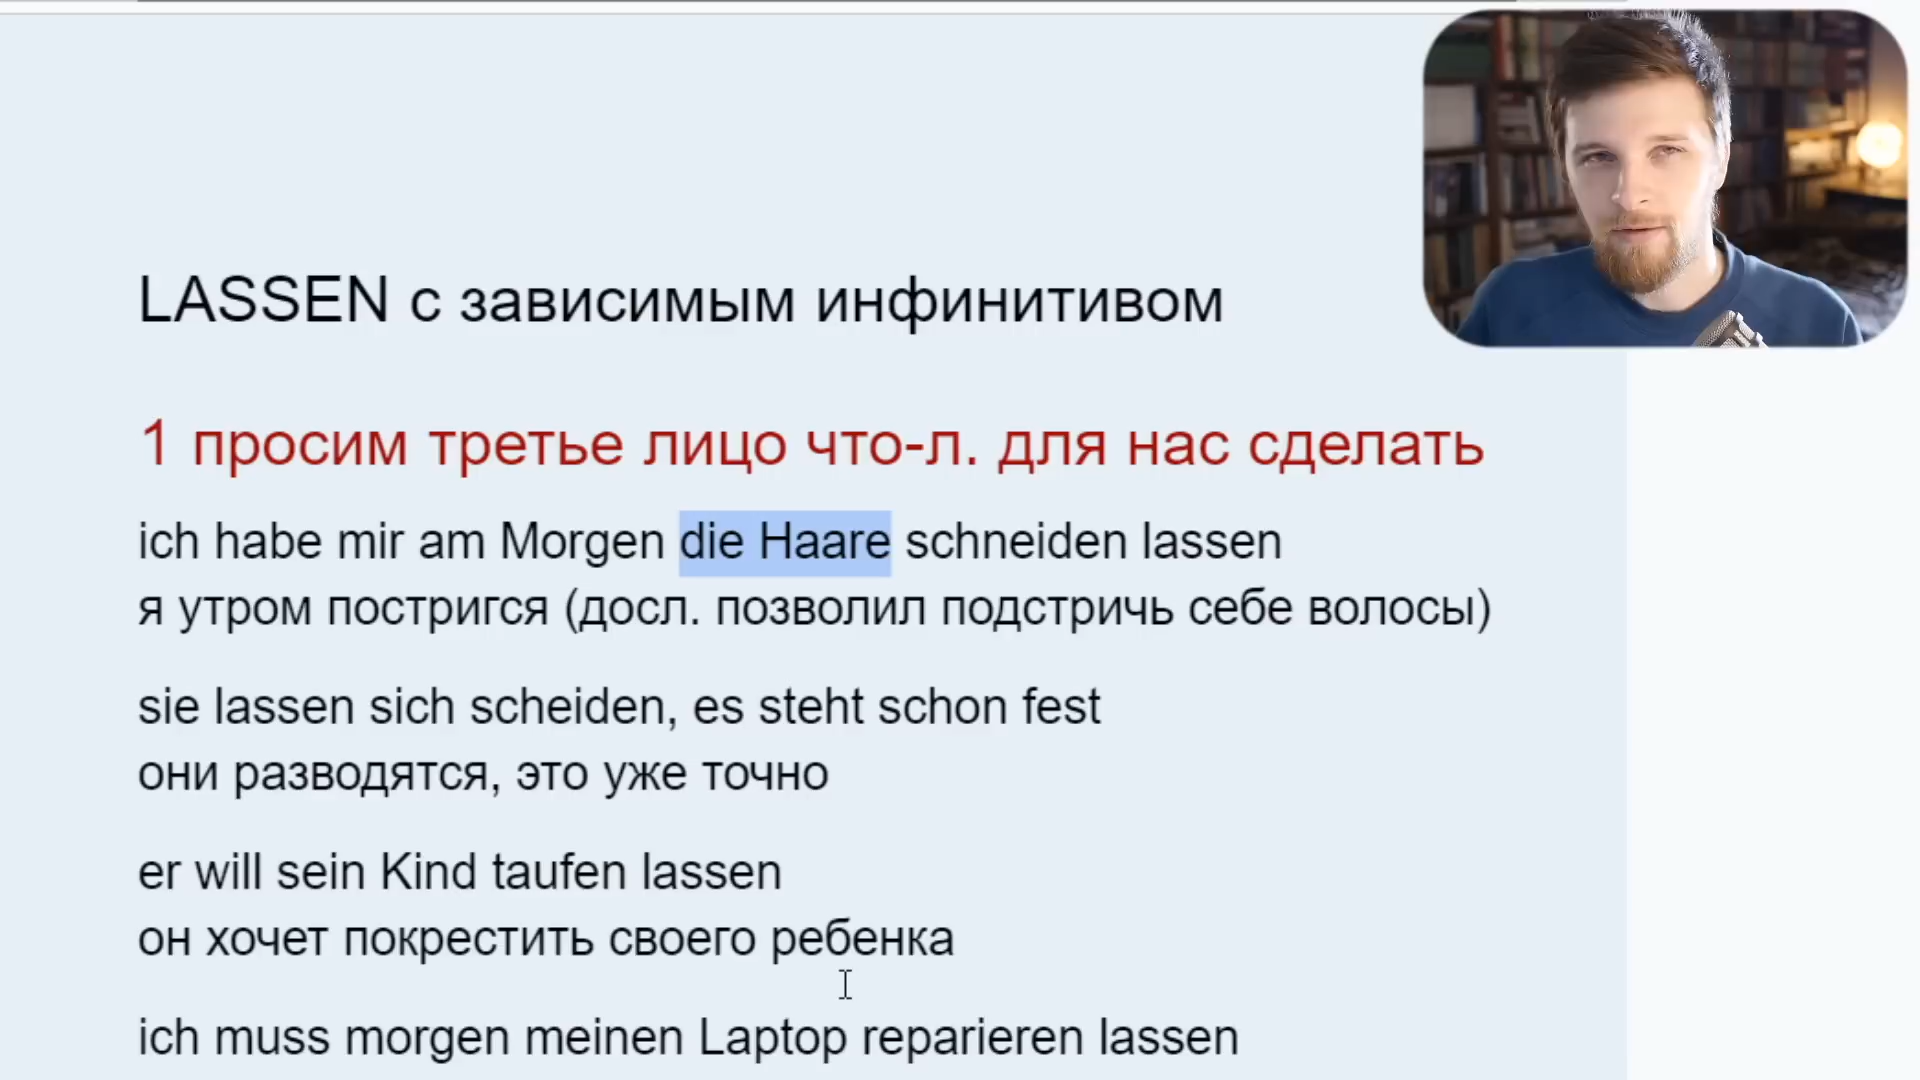 LASSEN с зависимым инфинитивом
1 просим третье лицо что-л. для нас сделать
ich habe mir am Morgen die Haare schneiden lassen
я утром постригся (досл. позволил подстричь себе волосы)
sie lassen sich scheiden, es steht schon fest
они разводятся, это уже точно
er will sein Kind taufen lassen
он хочет покрестить своего ребенка
ich muss morgen meinen Laptop reparieren lassen